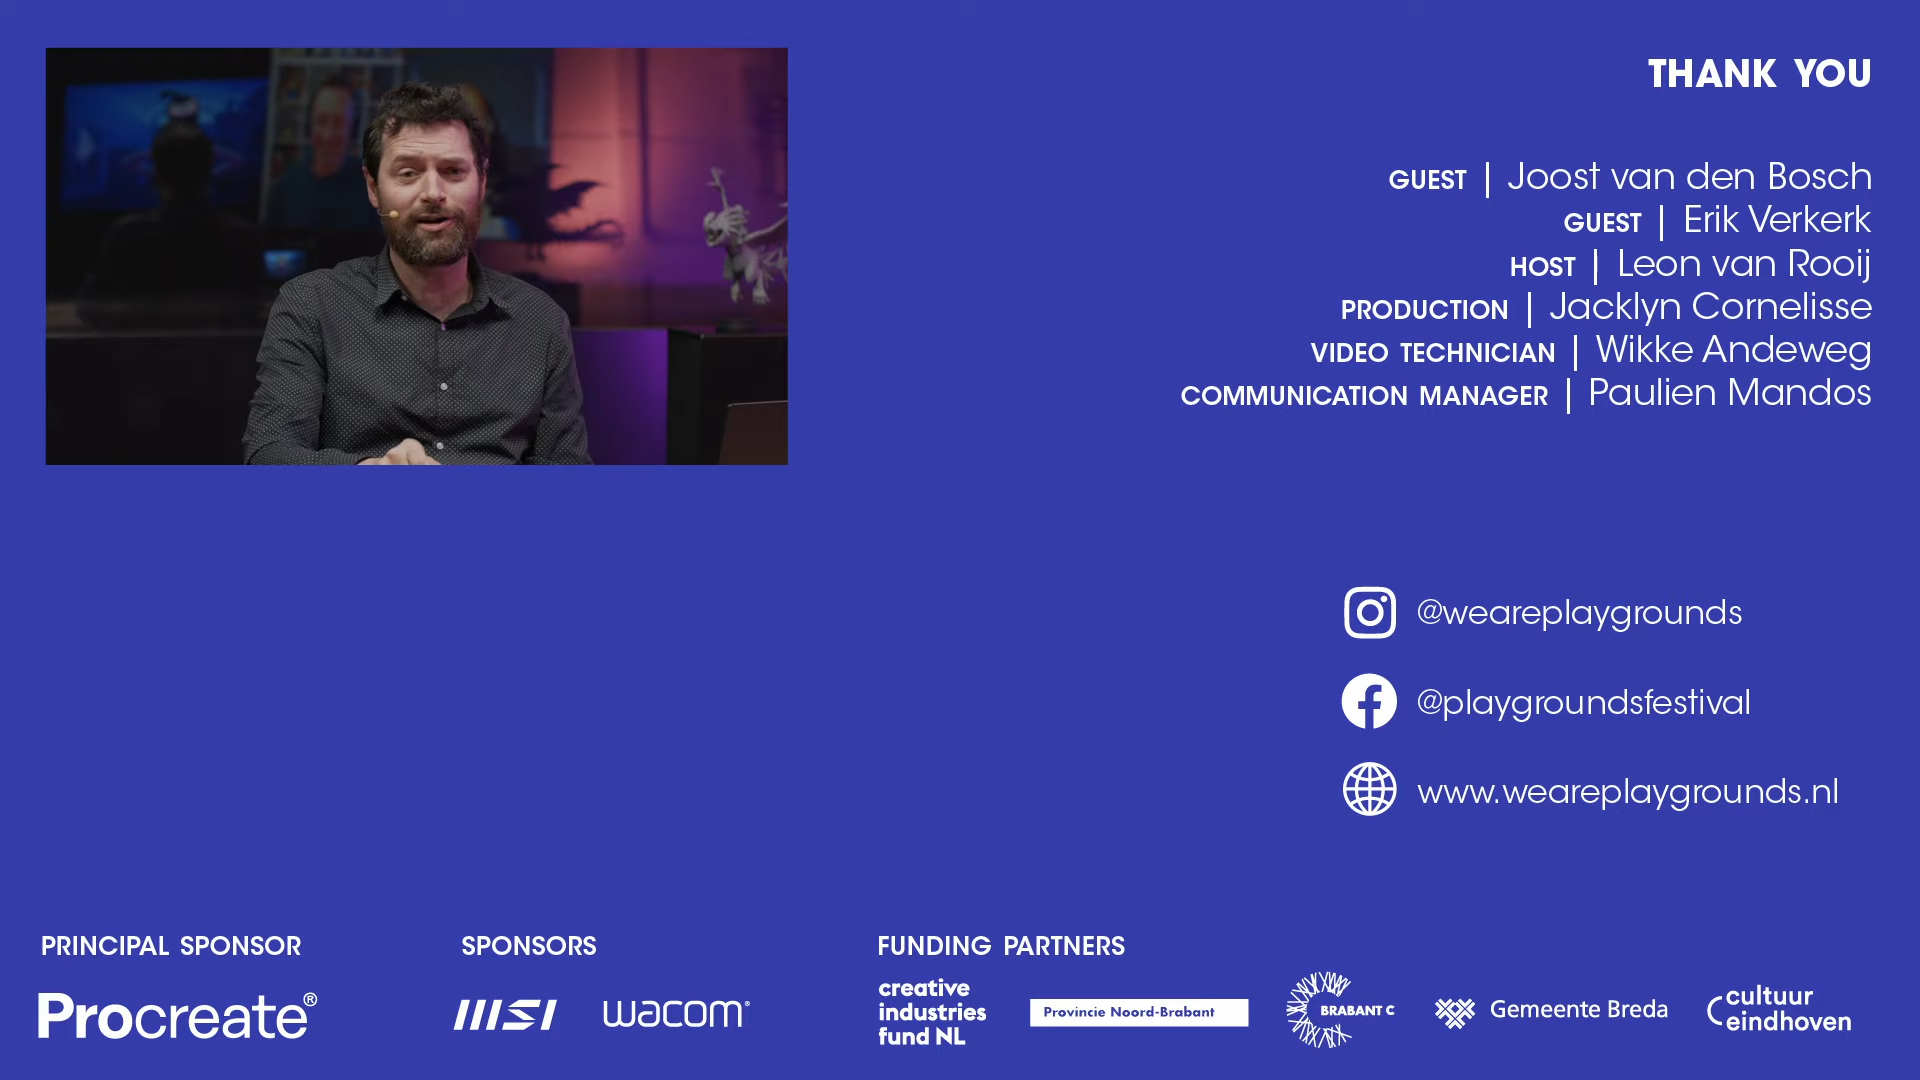 THANK YOU
GUEST | Joost van den Bosch
GUEST | Erik Verkerk
HOST | Leon van Rooij
PRODUCTION | Jacklyn Cornelisse
VIDEO TECHNICIAN | Wikke Andeweg
COMMUNICATION MANAGER | Paulien Mandos
@weareplaygrounds
@playgroundsfestival
www.weareplaygrounds.nl
PRINCIPAL SPONSOR
Procreate®
SPONSORS
msi
wacom®
FUNDING PARTNERS
creative
industries
fund NL
Provincie Noord-Brabant
BRABANT C
Gemeente Breda
cultuur
eindhoven